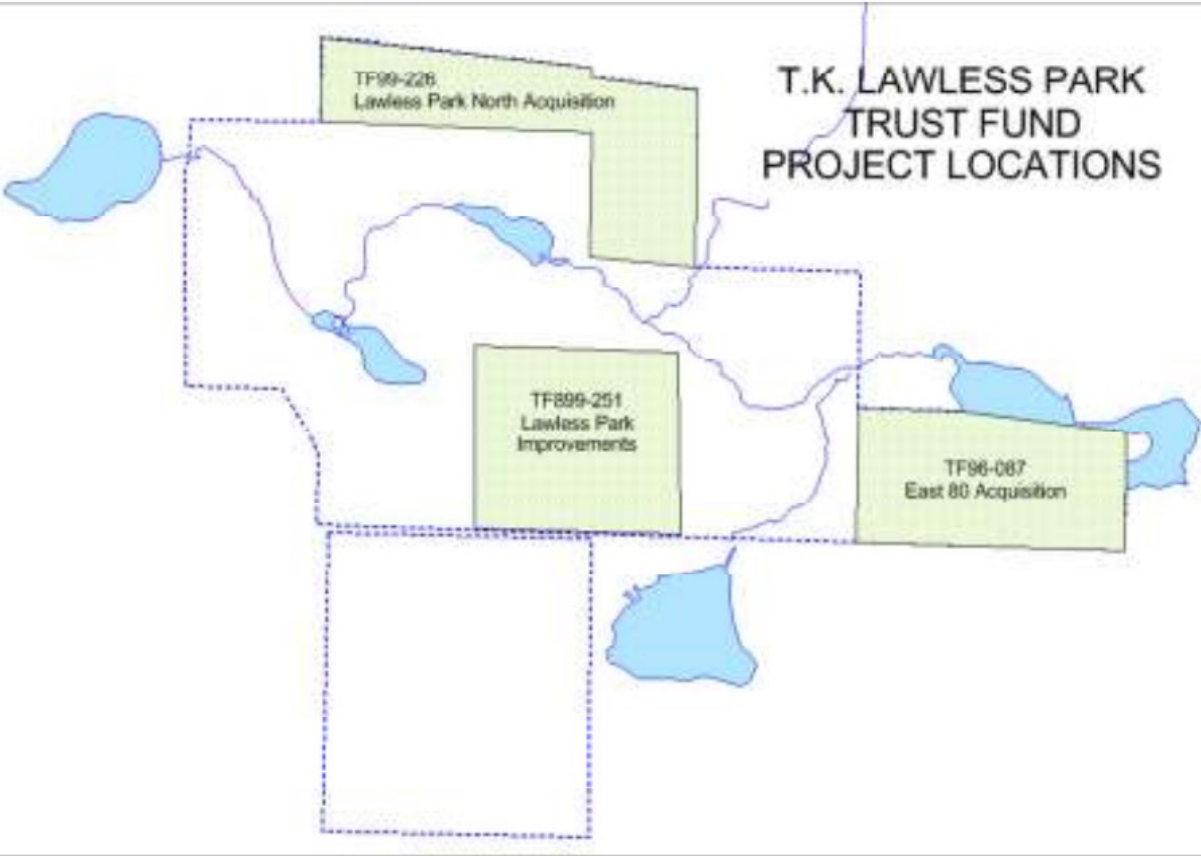 T.K. LAWLESS PARK
TRUST FUND
PROJECT LOCATIONS
TF99-226
Lawless Park North Acquisition
TF899-251
Lawless Park
Improvements
TF96-087
East 80 Acquisition